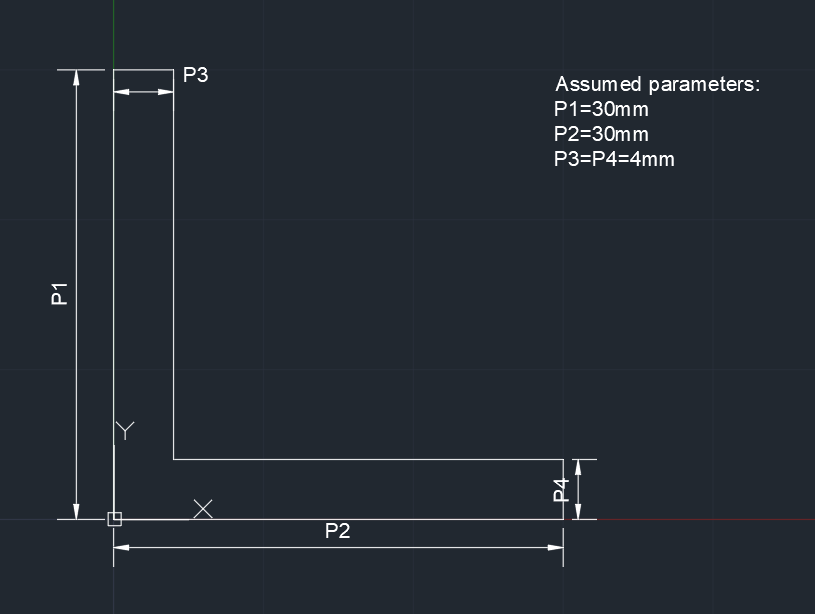 P3
Assumed parameters:
P1=30mm
P2=30mm
P3=P4=4mm
P1
Y
P4
X
P2